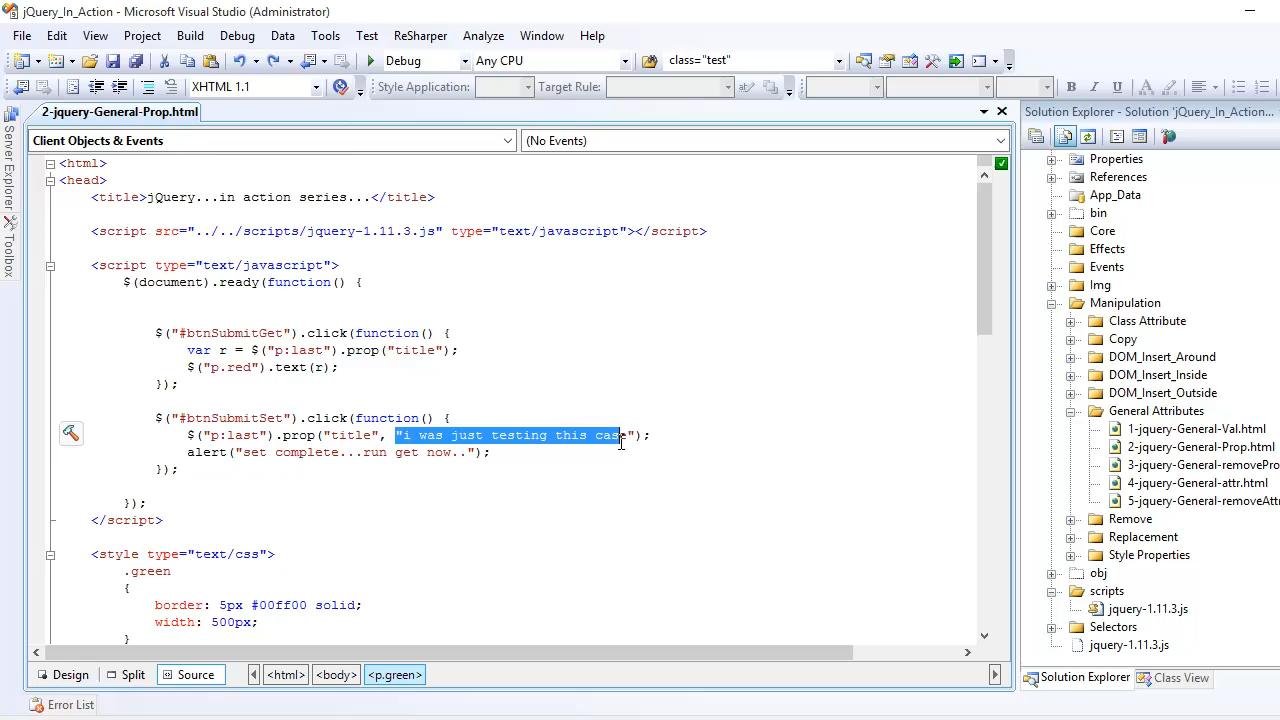 jQuery_In_Action - Microsoft Visual Studio (Administrator)
File Edit View Project Build Debug Data Tools Test ReSharper Analyze Window Help
Debug Any CPU class="test"
XHTML 1.1 Style Application: Target Rule: B I U A
2-jquery-General-Prop.html
Client Objects & Events (No Events)
<html>
<head>
<title>jQuery...in action series...</title>
<script src="../../scripts/jquery-1.11.3.js" type="text/javascript"></script>
<script type="text/javascript">
$(document).ready(function() {
$("#btnSubmitGet").click(function() {
var r = $("p:last").prop("title");
$("p.red").text(r);
});
$("#btnSubmitSet").click(function() {
$("p:last").prop("title", "i was just testing this case");
alert("set complete...run get now..");
});
});
</script>
<style type="text/css">
.green
{
border: 5px #00ff00 solid;
width: 500px;
}
Design Split Source <html> <body> <p.green>
Error List
Server Explorer
Toolbox
Solution Explorer - Solution 'jQuery_In_A...
Properties
References
App_Data
bin
Core
Effects
Events
Img
Manipulation
Class Attribute
Copy
DOM_Insert_Around
DOM_Insert_Inside
DOM_Insert_Outside
General Attributes
1-jquery-General-Val.html
2-jquery-General-Prop.html
3-jquery-General-removePro
4-jquery-General-attr.html
5-jquery-General-removeAttr
Remove
Replacement
Style Properties
obj
scripts
jquery-1.11.3.js
Selectors
jquery-1.11.3.js
Solution Explorer Class View